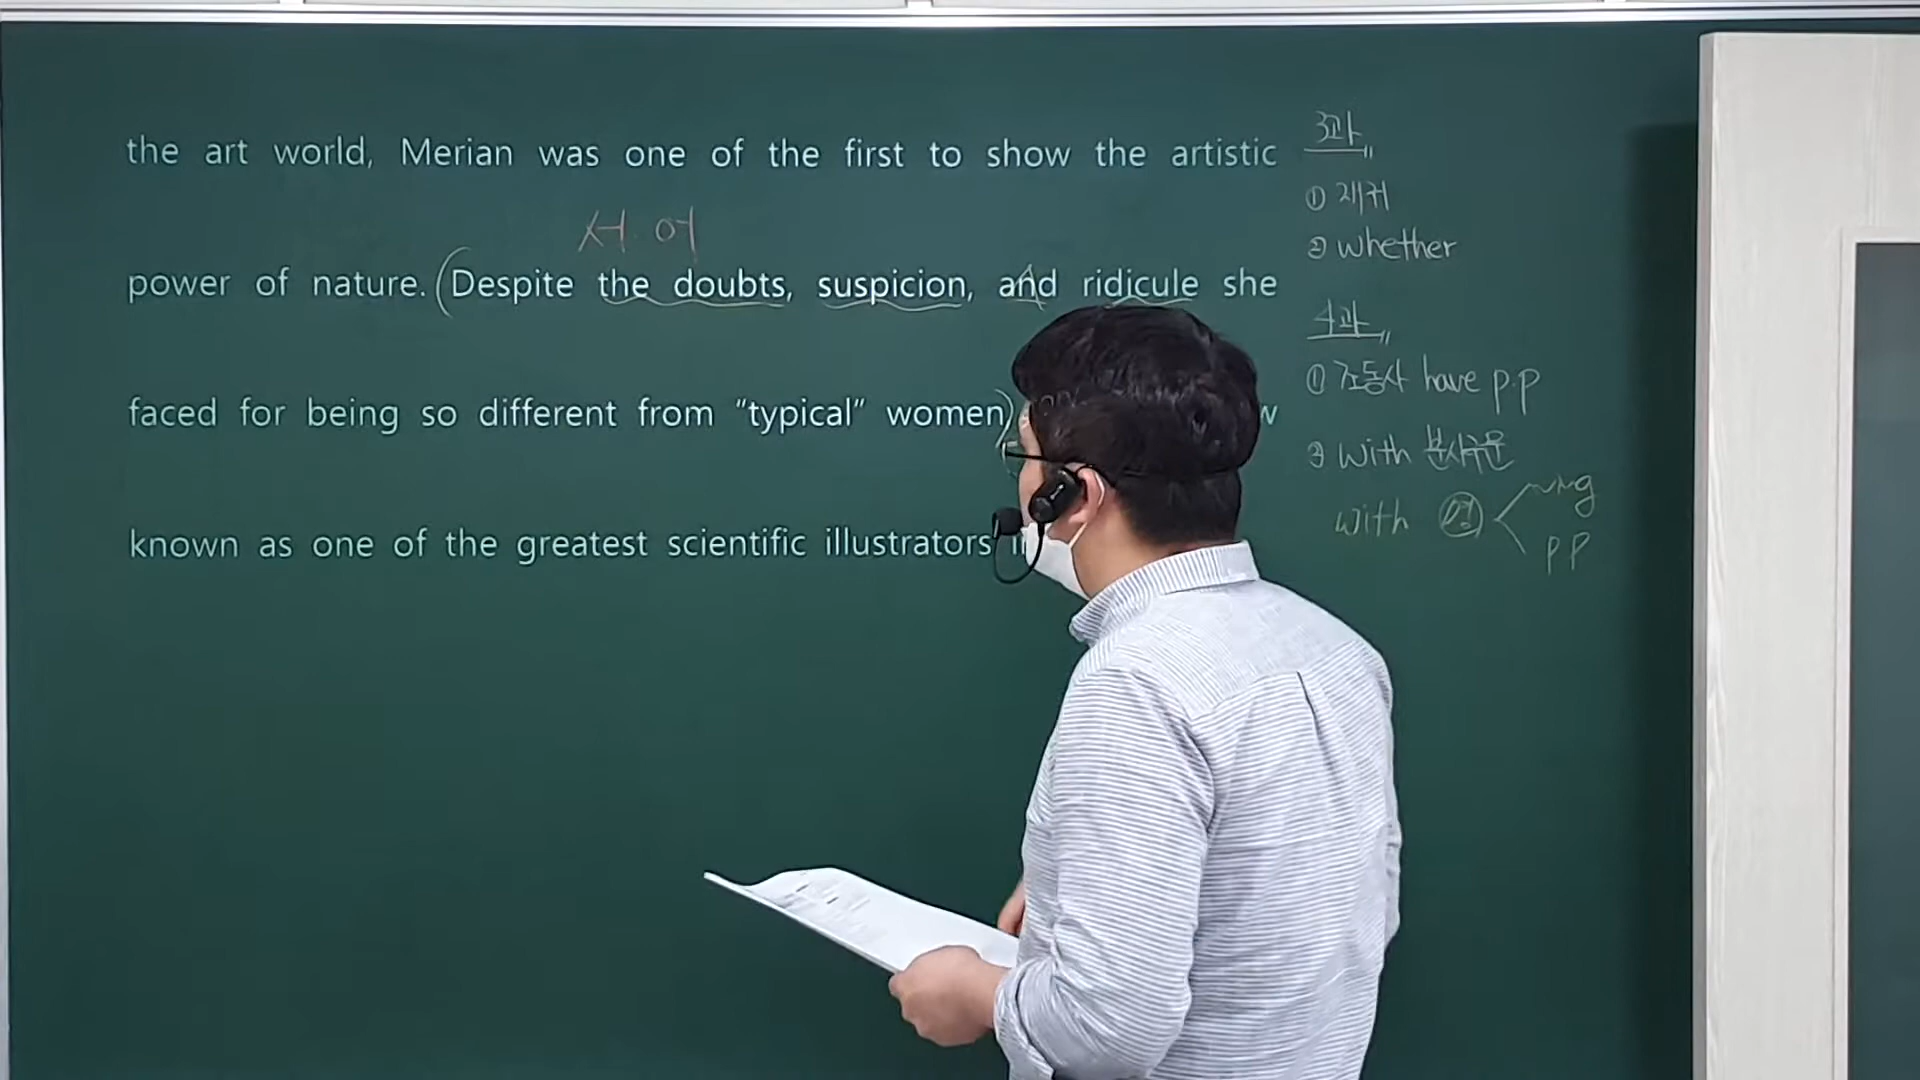 the art world, Merian was one of the first to show the artistic
서 어
power of nature. (Despite the doubts, suspicion, and ridicule she
faced for being so different from “typical” women)
known as one of the greatest scientific illustrators
3과
① 재귀
② whether
4과
① 조동사 have p.p
② with 분사구문
with 명 ~ing
pp